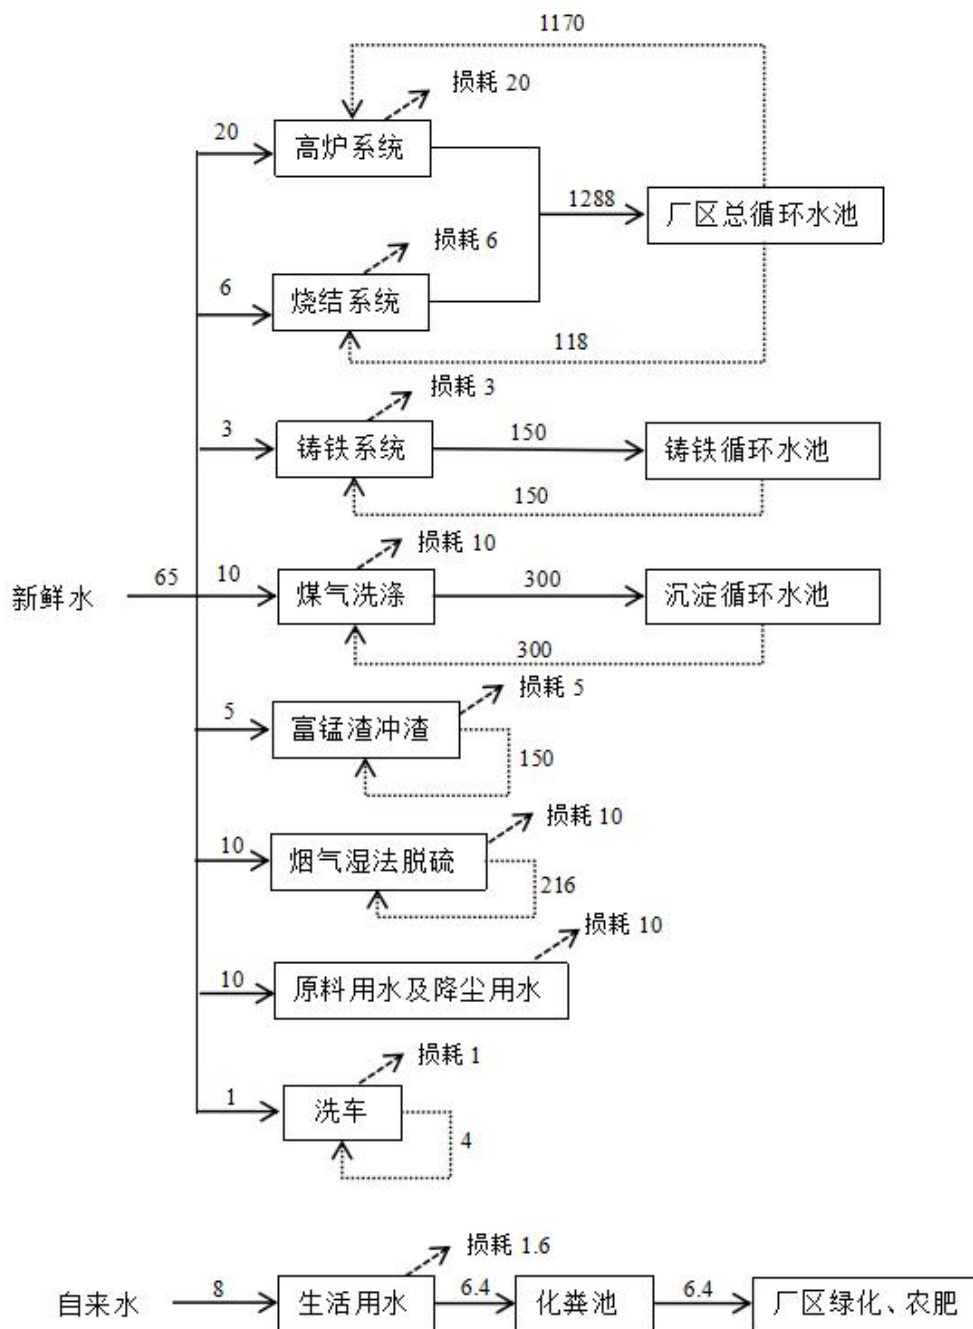 1170
损耗 20
20
高炉系统
1288
厂区总循环水池
损耗 6
6
烧结系统
118
损耗 3
3
铸铁系统
150
铸铁循环水池
150
损耗 10
新鲜水
65
10
煤气洗涤
300
沉淀循环水池
300
损耗 5
5
富锰渣冲渣
150
损耗 10
10
烟气湿法脱硫
216
损耗 10
10
原料用水及降尘用水
损耗 1
1
洗车
4
损耗 1.6
自来水
8
生活用水
6.4
化粪池
6.4
厂区绿化、农肥